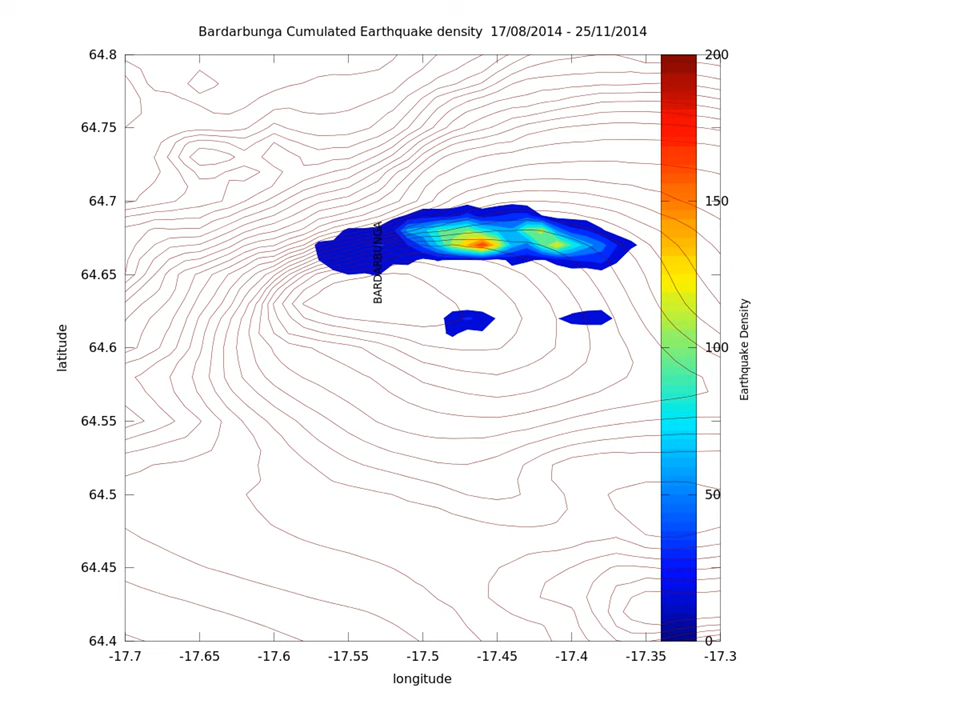 Bardarbunga Cumulated Earthquake density 17/08/2014 - 25/11/2014
64.8
64.75
64.7
64.65
64.6
64.55
64.5
64.45
64.4
latitude
BARDARBUNGA
-17.7 -17.65 -17.6 -17.55 -17.5 -17.45 -17.4 -17.35 -17.3
longitude
200
150
100
50
0
Earthquake Density